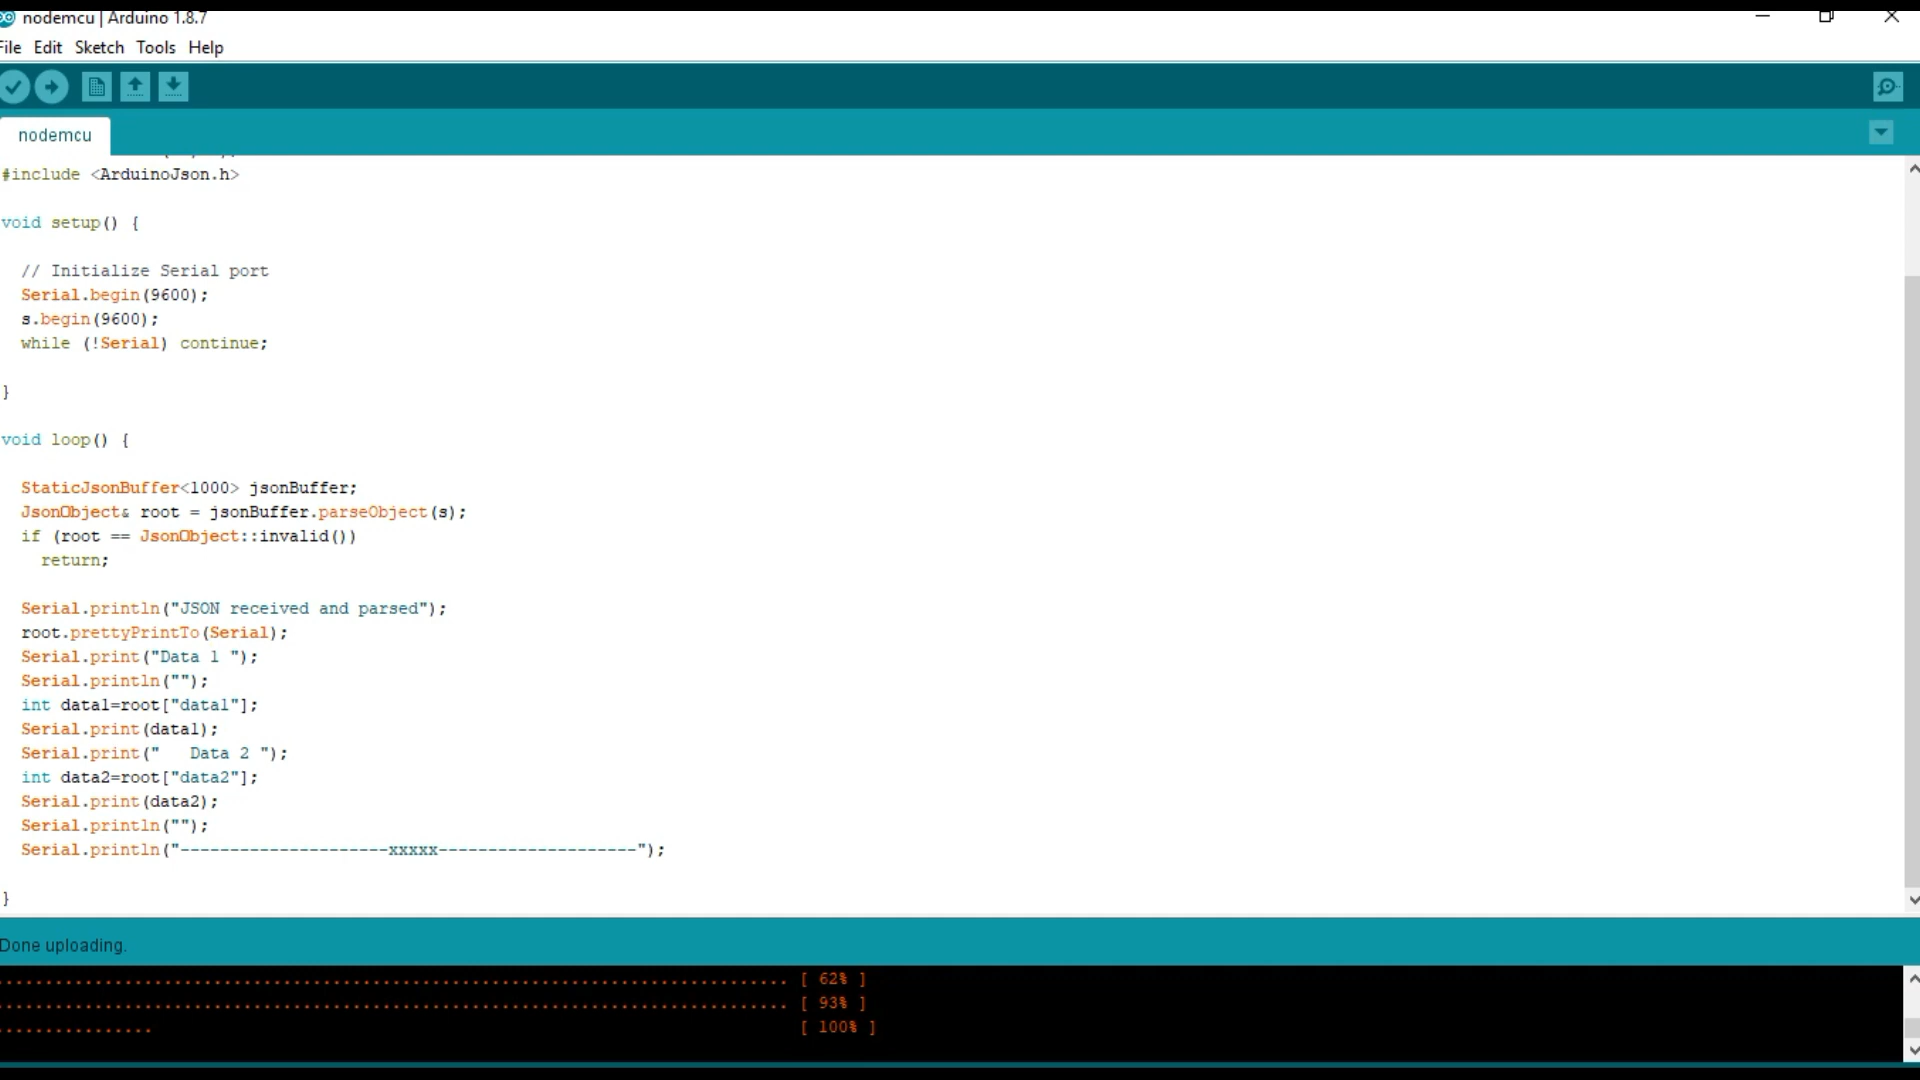 nodemcu | Arduino 1.8.7
File Edit Sketch Tools Help
nodemcu
#include <ArduinoJson.h>
void setup() {
// Initialize Serial port
Serial.begin(9600);
s.begin(9600);
while (!Serial) continue;
}
void loop() {
StaticJsonBuffer<1000> jsonBuffer;
JsonObject& root = jsonBuffer.parseObject(s);
if (root == JsonObject::invalid())
return;
Serial.println("JSON received and parsed");
root.prettyPrintTo(Serial);
Serial.print("Data 1 ");
Serial.println("");
int data1=root["data1"];
Serial.print(data1);
Serial.print("   Data 2 ");
int data2=root["data2"];
Serial.print(data2);
Serial.println("");
Serial.println("---------------------xxxxx--------------------");
}
Done uploading.
................................................................................ [ 62% ]
................................................................................ [ 93% ]
................ [ 100% ]